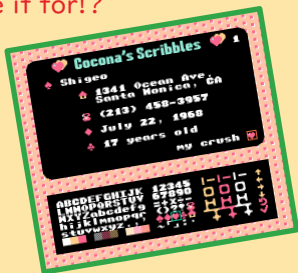 e it for!?
Cocona's Scribbles 1
Shigeo
1341 Ocean Ave,
Santa Monica, CA
(213) 458-3957
July 22, 1968
17 years old
my crush
ABCDEFGHIJK
LMNOPQRSTUV
WXYZabcdefg
hijklmnopqr
stuvwxyz
12345
67890